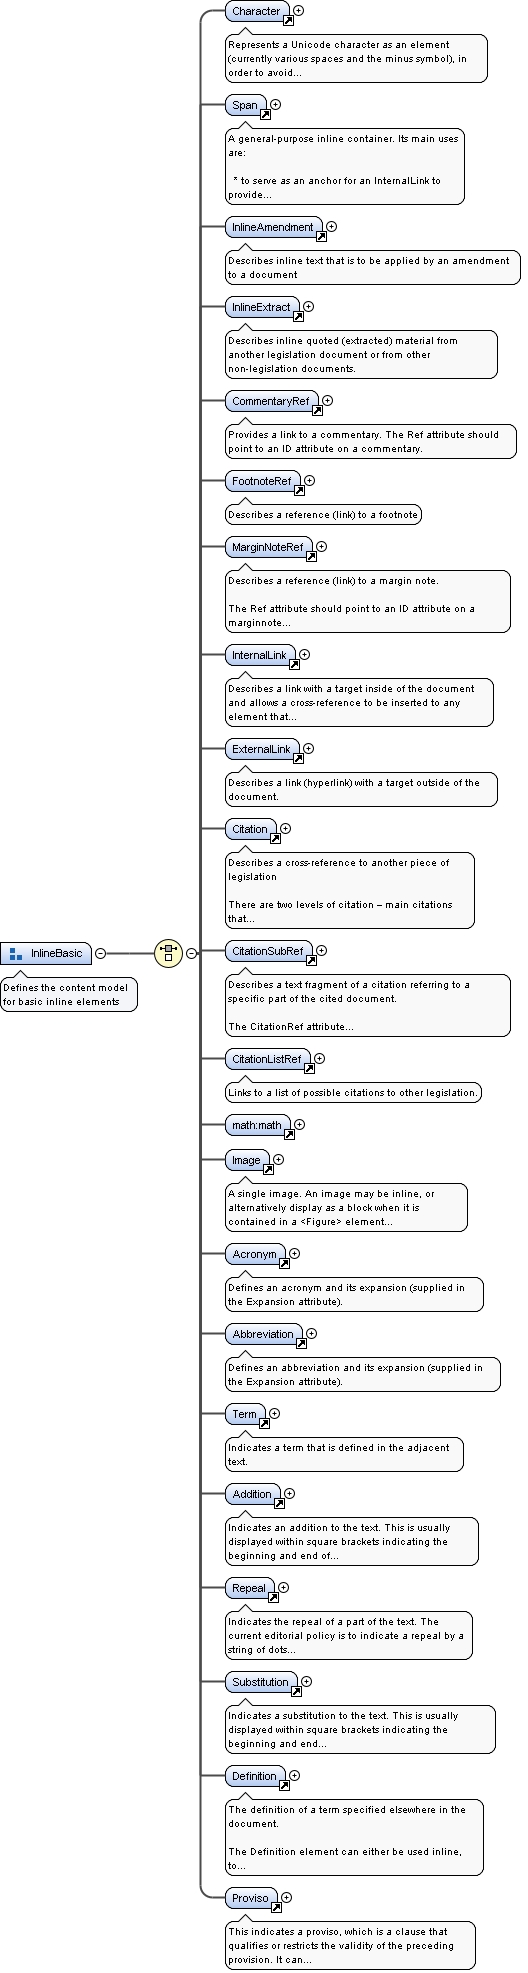 Character
Represents a Unicode character as an element
(currently various spaces and the minus symbol), in
order to avoid...
Span
A general-purpose inline container. Its main uses
are:
* to serve as an anchor for an InternalLink to
provide...
InlineAmendment
Describes inline text that is to be applied by an amendment
to a document
InlineExtract
Describes inline quoted (extracted) material from
another legislation document or from other
non-legislation documents.
CommentaryRef
Provides a link to a commentary. The Ref attribute should
point to an ID attribute on a commentary.
FootnoteRef
Describes a reference (link) to a footnote
MarginNoteRef
Describes a reference (link) to a margin note.
The Ref attribute should point to an ID attribute on a
marginnote...
InternalLink
Describes a link with a target inside of the document
and allows a cross-reference to be inserted to any
element that...
ExternalLink
Describes a link (hyperlink) with a target outside of the
document.
Citation
Describes a cross-reference to another piece of
legislation
There are two levels of citation – main citations
that...
InlineBasic
Defines the content model
for basic inline elements
CitationSubRef
Describes a text fragment of a citation referring to a
specific part of the cited document.
The CitationRef attribute...
CitationListRef
Links to a list of possible citations to other legislation.
math:math
Image
A single image. An image may be inline, or
alternatively display as a block when it is
contained in a <Figure> element...
Acronym
Defines an acronym and its expansion (supplied in
the Expansion attribute).
Abbreviation
Defines an abbreviation and its expansion (supplied in
the Expansion attribute).
Term
Indicates a term that is defined in the adjacent
text.
Addition
Indicates an addition to the text. This is usually
displayed within square brackets indicating the
beginning and end of...
Repeal
Indicates the repeal of a part of the text. The
current editorial policy is to indicate a repeal by a
string of dots...
Substitution
Indicates a substitution to the text. This is usually
displayed within square brackets indicating the
beginning and end...
Definition
The definition of a term specified elsewhere in the
document.
The Definition element can either be used inline,
to...
Proviso
This indicates a proviso, which is a clause that
qualifies or restricts the validity of the preceding
provision. It can...